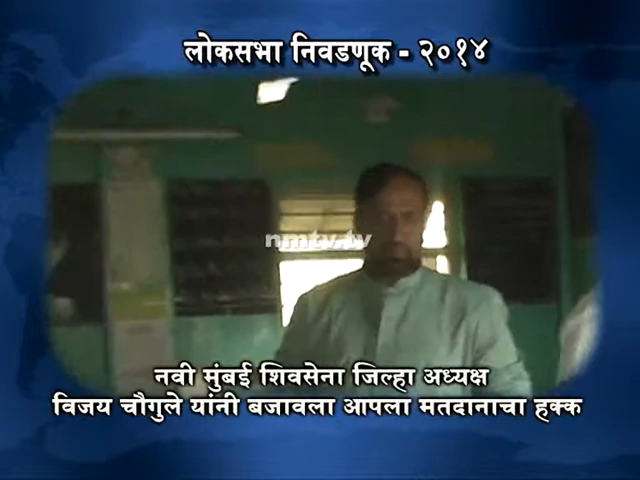 लोकसभा निवडणूक - २०१४
nmtv.tv
नवी मुंबई शिवसेना जिल्हा अध्यक्ष
विजय चौगुले यांनी बजावला आपला मतदानाचा हक्क